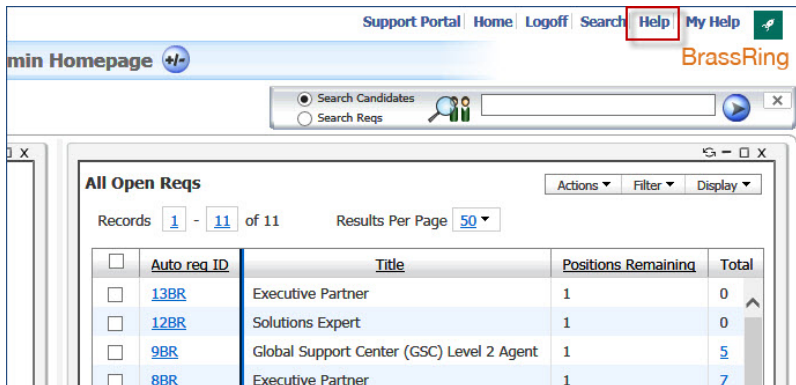 Support Portal Home Logoff Search Help My Help
min Homepage +/-
BrassRing
Search Candidates
Search Reqs
All Open Reqs
Actions Filter Display
Records 1 - 11 of 11 Results Per Page 50
Auto req ID Title Positions Remaining Total
13BR Executive Partner 1 0
12BR Solutions Expert 1 0
9BR Global Support Center (GSC) Level 2 Agent 1 5
8BR Executive Partner 1 7